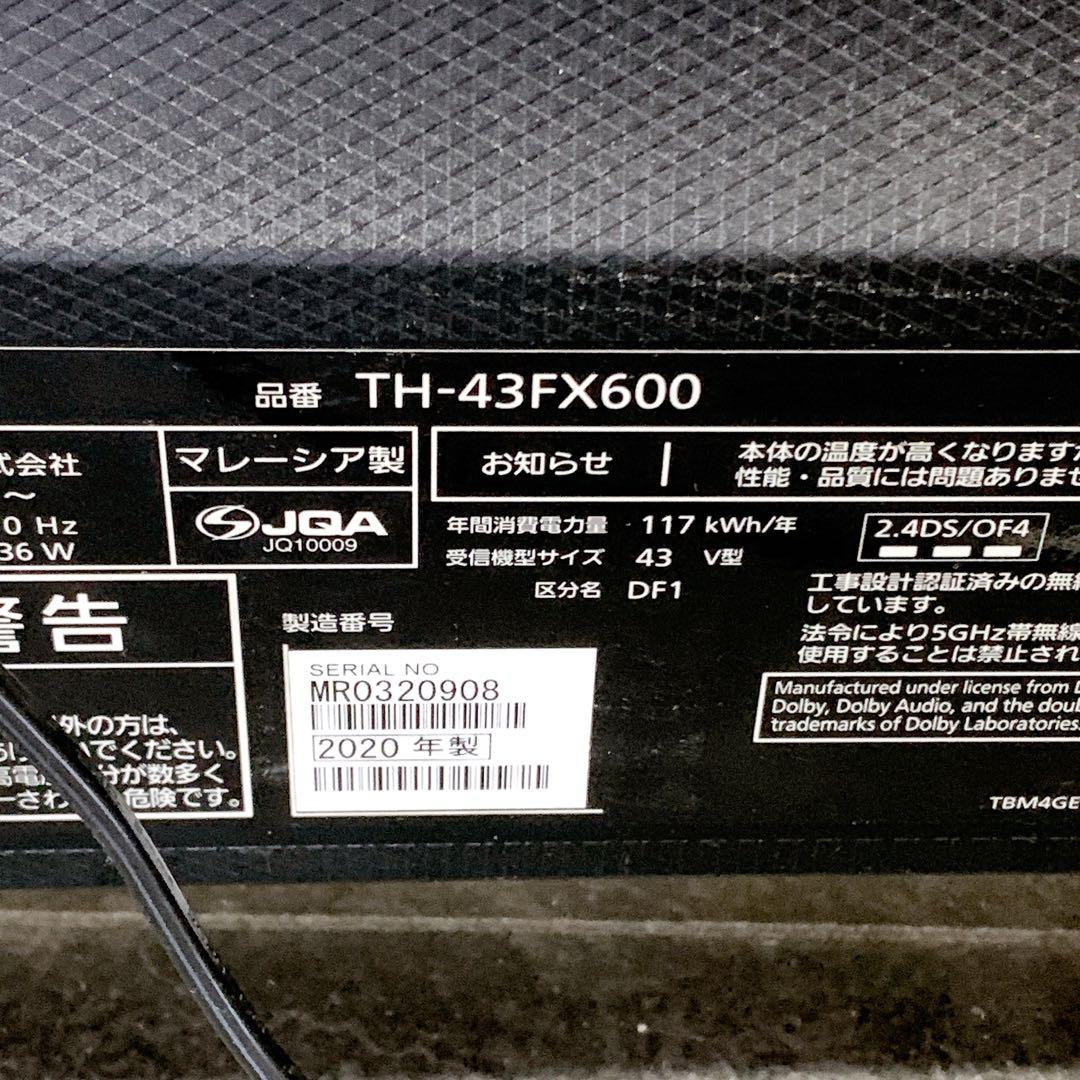 品番 TH-43FX600
式会社
～
0 Hz
36 W
マレーシア製
JQA
JQ10009
お知らせ
本体の温度が高くなりますか
性能・品質には問題ありませ
年間消費電力量 117 kWh/年
受信機型サイズ 43 V型
区分名 DF1
2.4DS/OF4
工事設計認証済みの無線
しています。
法令により5GHz帯無線
使用することは禁止され
Manufactured under license from D
Dolby, Dolby Audio, and the doub
trademarks of Dolby Laboratories.
TBM4GE
警告
外の方は、
でください。
分が数多く
危険です。
製造番号
SERIAL NO
MR0320908
2020 年製